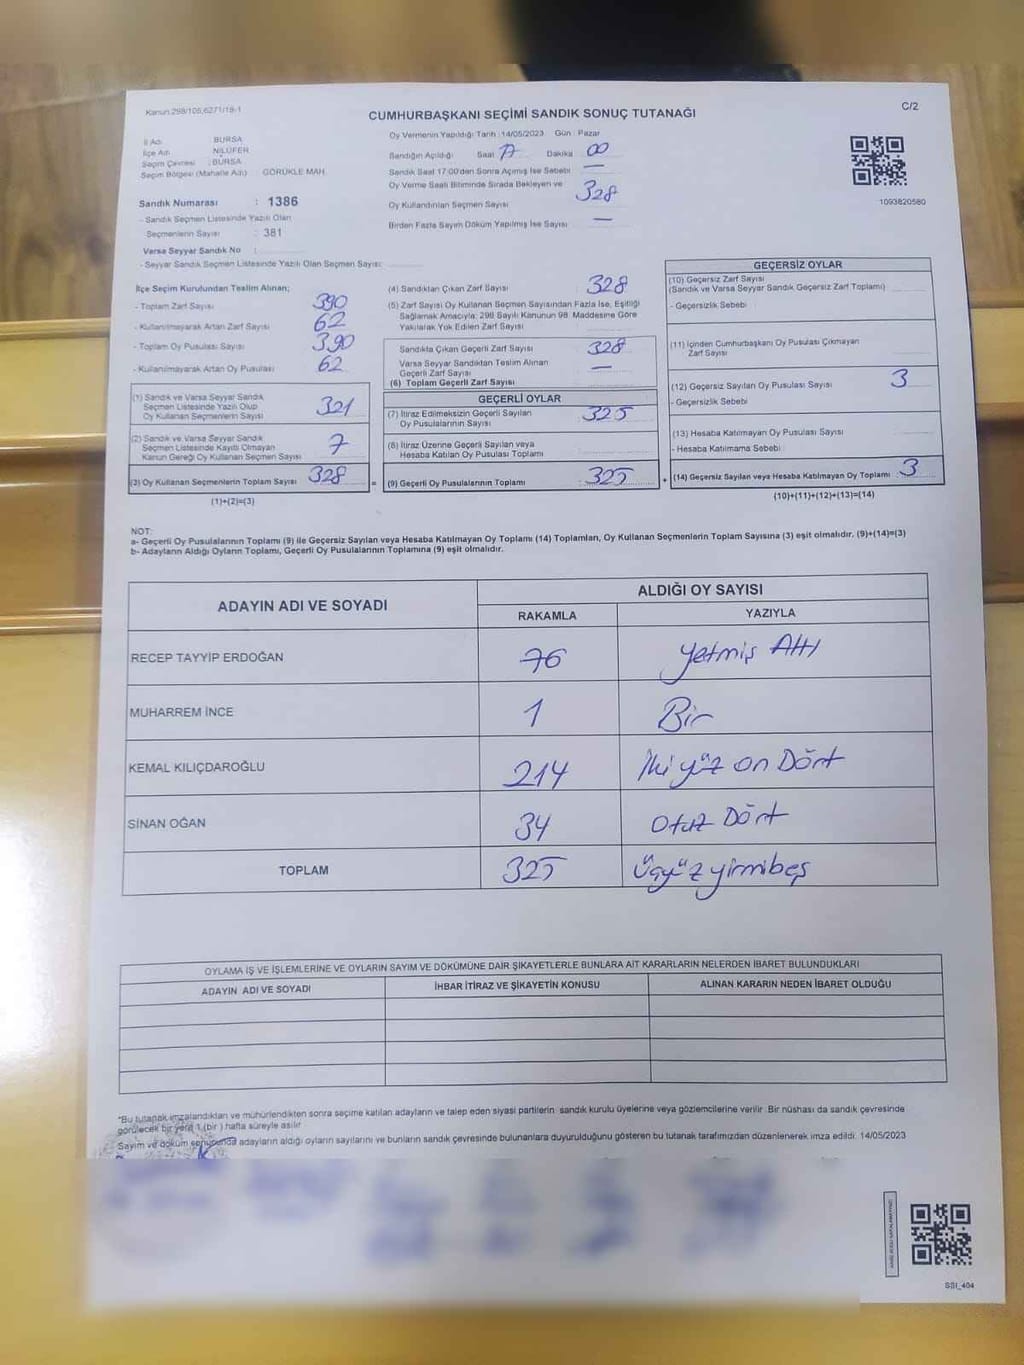 Kanun:298/105,6271/18-1
CUMHURBAŞKANI SEÇİMİ SANDIK SONUÇ TUTANAĞI
C/2
İl Adı : BURSA
İlçe Adı : NİLÜFER
Seçim Çevresi : BURSA
Seçim Bölgesi (Mahalle Adı) : GÖRÜKLE MAH.
Sandık Numarası : 1386
- Sandık Seçmen Listesinde Yazılı Olan
Seçmenlerin Sayısı : 381
Varsa Seyyar Sandık No :
- Seyyar Sandık Seçmen Listesinde Yazılı Olan Seçmen Sayısı:
Oy Vermenin Yapıldığı Tarih :14/05/2023 Gün : Pazar
Sandığın Açıldığı Saat 17 Dakika 00
Sandık Saat 17:00'den Sonra Açılmış İse Sebebi —
Oy Verme Saati Bitiminde Sırada Bekleyen ve
Oy Kullandırılan Seçmen Sayısı 328
Birden Fazla Sayım Döküm Yapılmış İse Sayısı —
1093820580
İlçe Seçim Kurulundan Teslim Alınan;
- Toplam Zarf Sayısı 390
- Kullanılmayarak Artan Zarf Sayısı 62
- Toplam Oy Pusulası Sayısı 390
- Kullanılmayarak Artan Oy Pusulası 62
(1) Sandık ve Varsa Seyyar Sandık
Seçmen Listesinde Yazılı Olup
Oy Kullanan Seçmenlerin Sayısı 321
(2) Sandık ve Varsa Seyyar Sandık
Seçmen Listesinde Kayıtlı Olmayan
Kanun Gereği Oy Kullanan Seçmen Sayısı 7
(3) Oy Kullanan Seçmenlerin Toplam Sayısı 328
(1)+(2)=(3)
=
(4) Sandıktan Çıkan Zarf Sayısı 328
(5) Zarf Sayısı Oy Kullanan Seçmen Sayısından Fazla İse, Eşitliği
Sağlamak Amacıyla; 298 Sayılı Kanunun 98. Maddesine Göre
Yakılarak Yok Edilen Zarf Sayısı
Sandıkta Çıkan Geçerli Zarf Sayısı 328
Varsa Seyyar Sandıktan Teslim Alınan
Geçerli Zarf Sayısı —
(6) Toplam Geçerli Zarf Sayısı
GEÇERLİ OYLAR
(7) İtiraz Edilmeksizin Geçerli Sayılan
Oy Pusulalarının Sayısı 325
(8) İtiraz Üzerine Geçerli Sayılan veya
Hesaba Katılan Oy Pusulası Toplamı
(9) Geçerli Oy Pusulalarının Toplamı : 325
+
GEÇERSİZ OYLAR
(10) Geçersiz Zarf Sayısı
(Sandık ve Varsa Seyyar Sandık Geçersiz Zarf Toplamı)
- Geçersizlik Sebebi
(11) İçinden Cumhurbaşkanı Oy Pusulası Çıkmayan
Zarf Sayısı
(12) Geçersiz Sayılan Oy Pusulası Sayısı 3
- Geçersizlik Sebebi
(13) Hesaba Katılmayan Oy Pusulası Sayısı
- Hesaba Katılmama Sebebi
(14) Geçersiz Sayılan veya Hesaba Katılmayan Oy Toplamı : 3
(10)+(11)+(12)+(13)=(14)
NOT:
a- Geçerli Oy Pusulalarının Toplamı (9) ile Geçersiz Sayılan veya Hesaba Katılmayan Oy Toplamı (14) Toplamları, Oy Kullanan Seçmenlerin Toplam Sayısına (3) eşit olmalıdır. (9)+(14)=(3)
b- Adayların Aldığı Oyların Toplamı, Geçerli Oy Pusulalarının Toplamına (9) eşit olmalıdır.
ADAYIN ADI VE SOYADI
ALDIĞI OY SAYISI
RAKAMLA YAZIYLA
RECEP TAYYİP ERDOĞAN 76 Yetmiş Altı
MUHARREM İNCE 1 Bir
KEMAL KILIÇDAROĞLU 214 İki yüz on Dört
SİNAN OĞAN 34 Otuz Dört
TOPLAM 325 Üçyüz yirmibeş
OYLAMA İŞ VE İŞLEMLERİNE VE OYLARIN SAYIM VE DÖKÜMÜNE DAİR ŞİKAYETLERLE BUNLARA AİT KARARLARIN NELERDEN İBARET BULUNDUKLARI
ADAYIN ADI VE SOYADI İHBAR İTİRAZ VE ŞİKAYETİN KONUSU ALINAN KARARIN NEDEN İBARET OLDUĞU
*Bu tutanak imzalandıktan ve mühürlendikten sonra seçime katılan adayların ve talep eden siyasi partilerin sandık kurulu üyelerine veya gözlemcilerine verilir. Bir nüshası da sandık çevresinde
görülecek bir yere 1 (bir) hafta süreyle asılır.
Sayım ve döküm sonucunda adayların aldığı oyların sayılarını ve bunların sandık çevresinde bulunanlara duyurulduğunu gösteren bu tutanak tarafımızdan düzenlenerek imza edildi. 14/05/2023
SSI_404